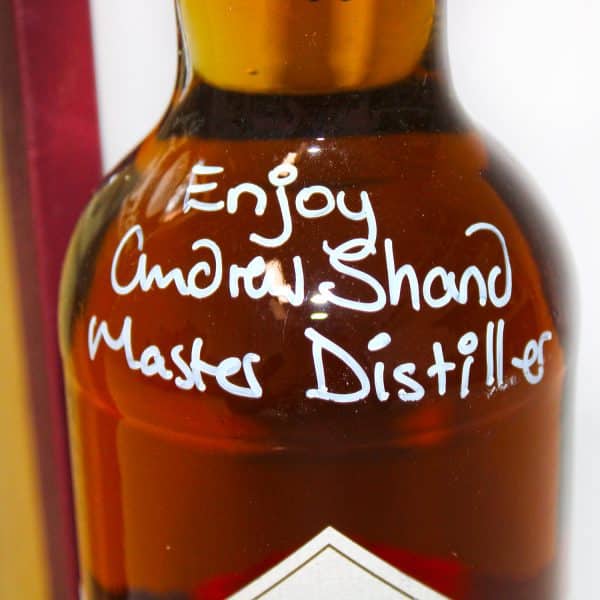 Enjoy
Andrew Shand
Master Distiller